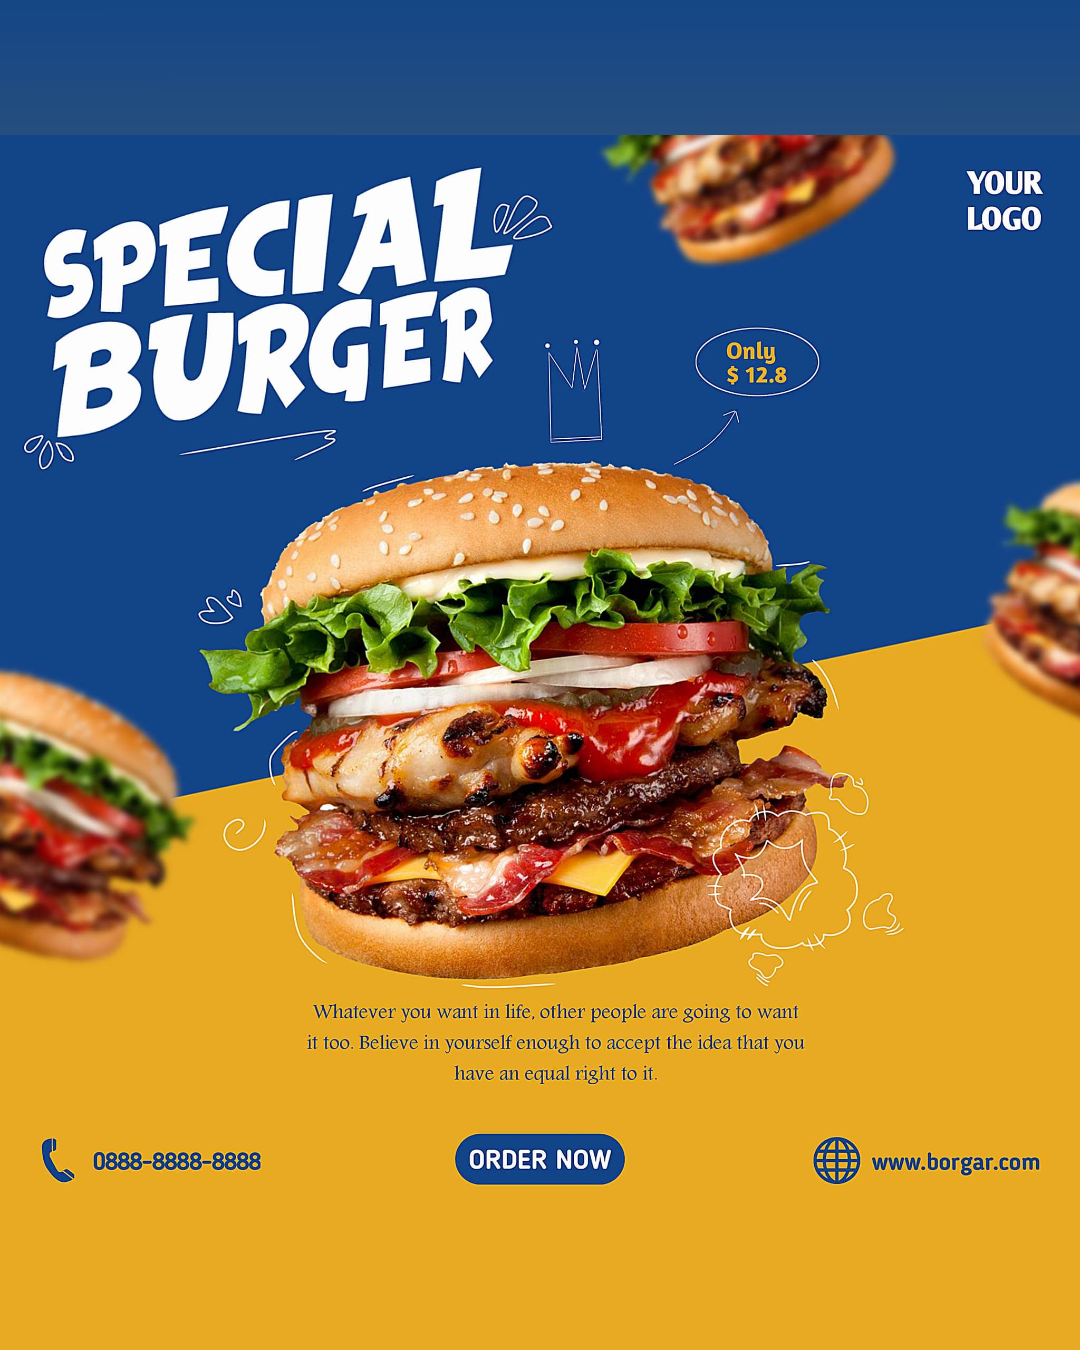 SPECIAL
BURGER
YOUR
LOGO
Only
$ 12.8
Whatever you want in life, other people are going to want
it too. Believe in yourself enough to accept the idea that you
have an equal right to it.
0888-8888-8888
ORDER NOW
www.borgar.com